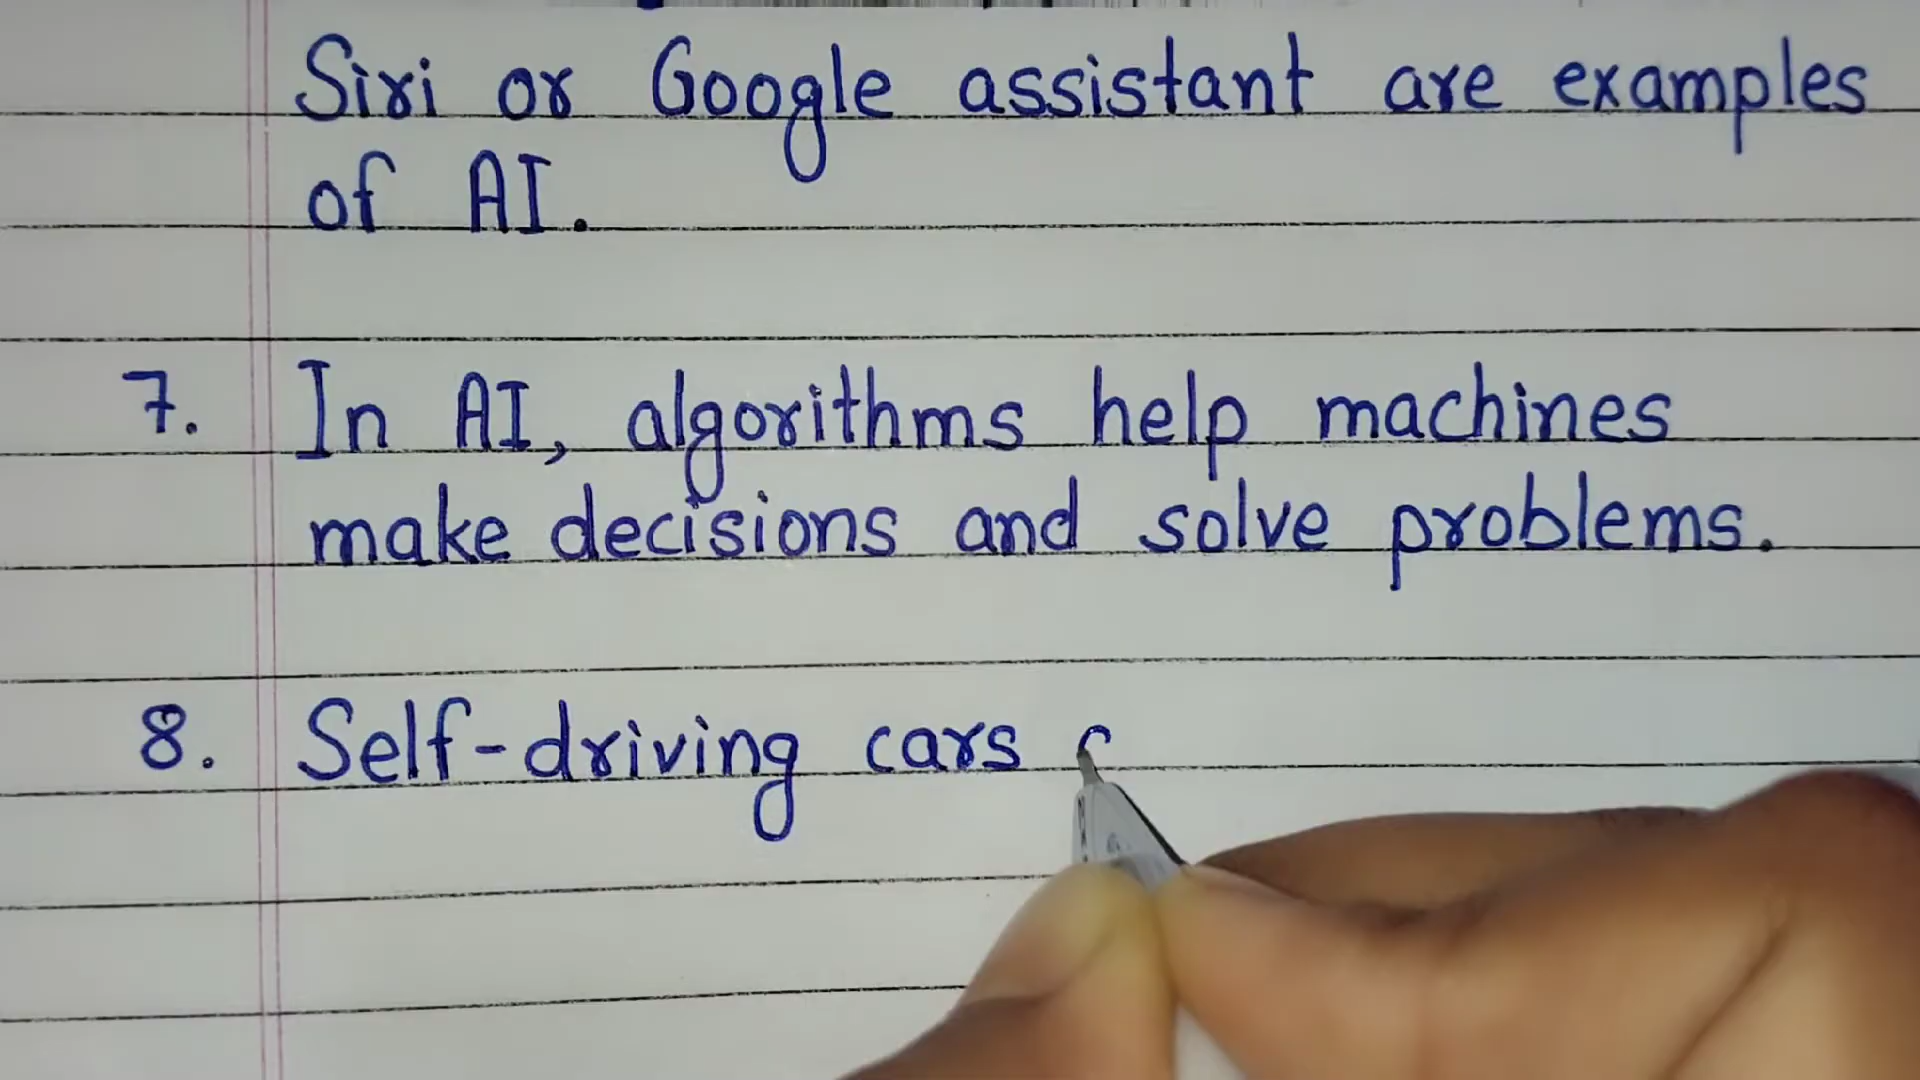 Siri or Google assistant are examples
of AI.
7. In AI, algorithms help machines
make decisions and solve problems.
8. Self-driving cars